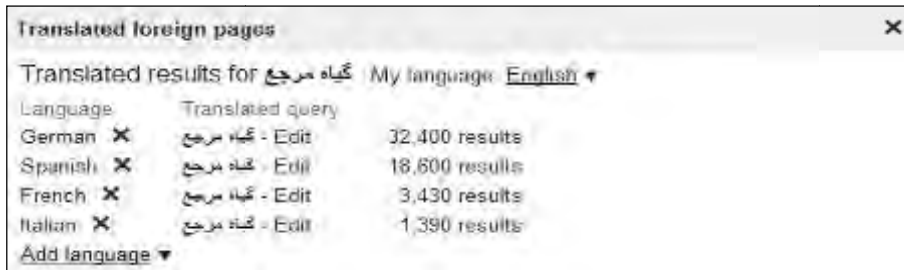 Translated foreign pages ×
Translated results for گیاه مرجع My language English ▼
Language Translated query
German × گیاه مرجع - Edit 32,400 results
Spanish × گیاه مرجع - Edit 18,600 results
French × گیاه مرجع - Edit 3,430 results
Italian × گیاه مرجع - Edit 1,390 results
Add language ▼